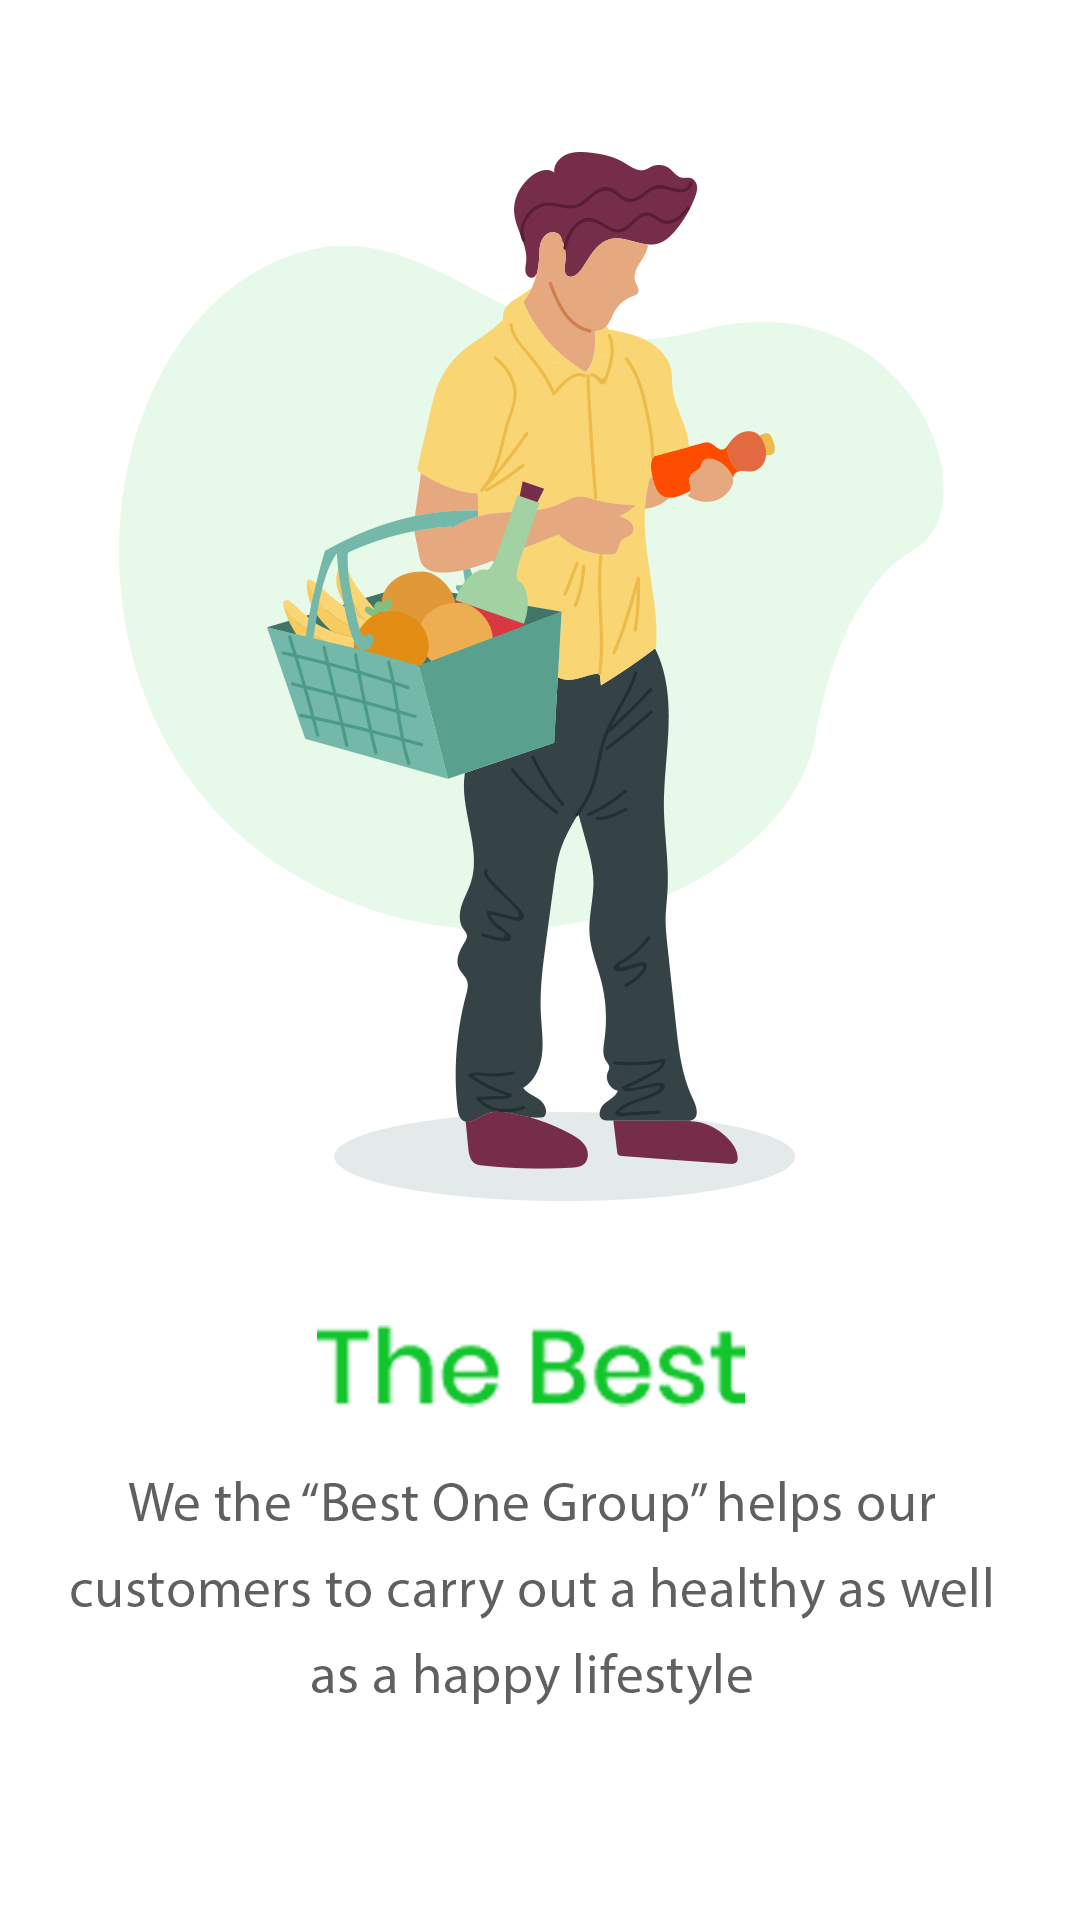 The Best
We the “Best One Group” helps our
customers to carry out a healthy as well
as a happy lifestyle